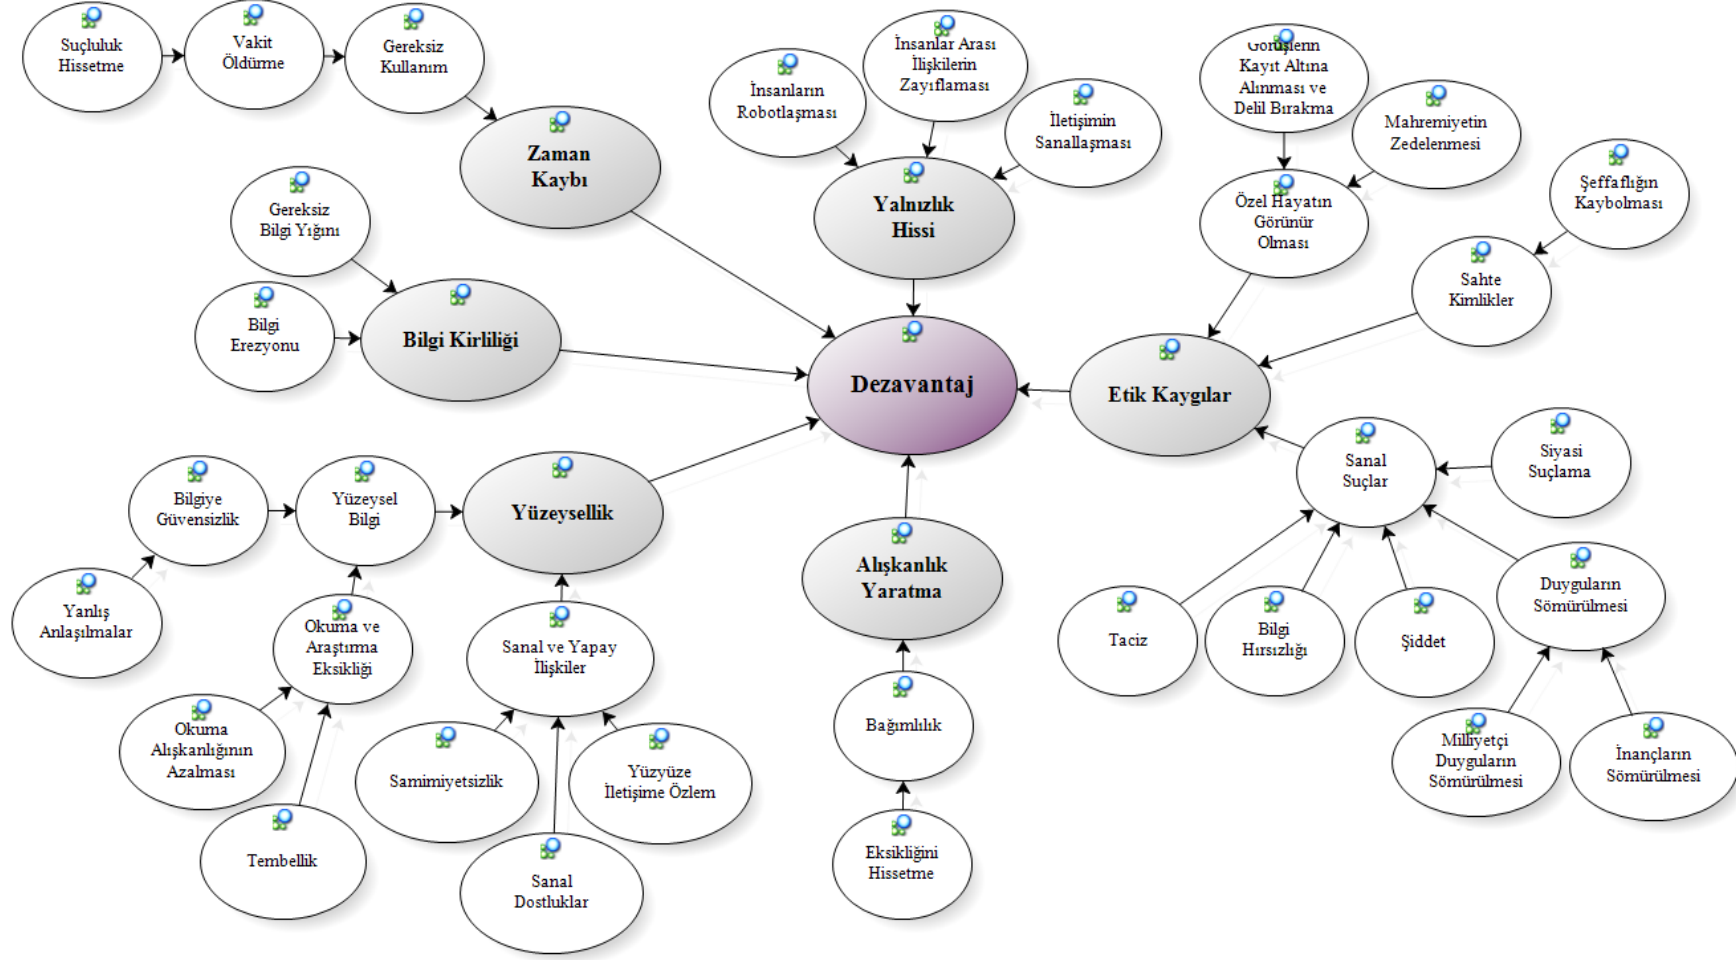 Suçluluk
Hissetme
Vakit
Öldürme
Gereksiz
Kullanım
Zaman
Kaybı
Gereksiz
Bilgi Yığını
Bilgi
Erezyonu
Bilgi Kirliliği
İnsanların
Robotlaşması
İnsanlar Arası
İlişkilerin
Zayıflaması
İletişimin
Sanallaşması
Yalnızlık
Hissi
Görüşlerin
Kayıt Altına
Alınması ve
Delil Bırakma
Mahremiyetin
Zedelenmesi
Özel Hayatın
Görünür
Olması
Şeffaflığın
Kaybolması
Sahte
Kimlikler
Dezavantaj
Etik Kaygılar
Sanal
Suçlar
Siyasi
Suçlama
Bilgiye
Güvensizlik
Yüzeysel
Bilgi
Yüzeysellik
Yanlış
Anlaşılmalar
Okuma ve
Araştırma
Eksikliği
Sanal ve Yapay
İlişkiler
Alışkanlık
Yaratma
Taciz
Bilgi
Hırsızlığı
Şiddet
Duyguların
Sömürülmesi
Okuma
Alışkanlığının
Azalması
Samimiyetsizlik
Yüzyüze
İletişime Özlem
Bağımlılık
Milliyetçi
Duyguların
Sömürülmesi
İnançların
Sömürülmesi
Tembellik
Sanal
Dostluklar
Eksikliğini
Hissetme